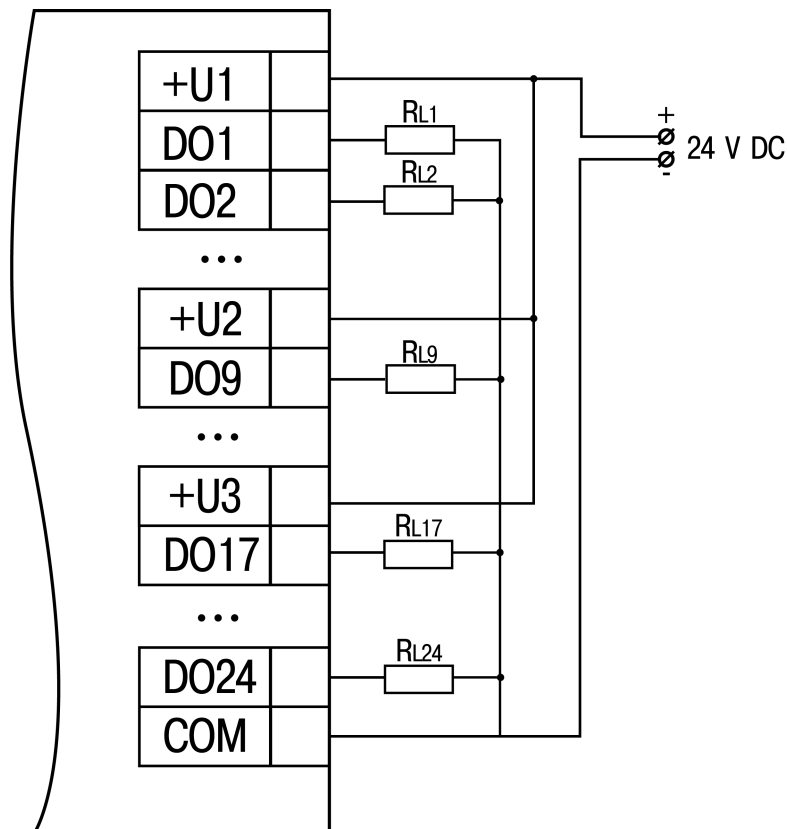 +U1
RL1
DO1
+
24 V DC
-
RL2
DO2
...
+U2
RL9
DO9
...
+U3
RL17
DO17
...
RL24
DO24
COM